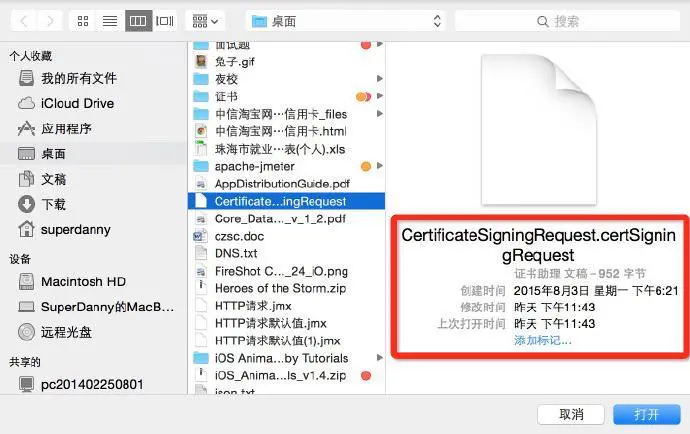 桌面
搜索
个人收藏
我的所有文件
iCloud Drive
应用程序
桌面
文稿
下载
superdanny
设备
Macintosh HD
SuperDanny的MacB...
远程光盘
共享的
pc201402250801
面试题
兔子.gif
夜校
证书
中信淘宝网⋯信用卡_files
中信淘宝网⋯信用卡.html
珠海市就业⋯表(个人).xls
apache-jmeter
AppDistributionGuide.pdf
Certificate...ingRequest
Core_Data..._v_1_2.pdf
czsc.doc
DNS.txt
FireShot C..._24_iO.png
Heroes of the Storm.zip
HTTP请求.jmx
HTTP请求默认值.jmx
HTTP请求默认值(1).jmx
iOS Anima...by Tutorials
iOS_Anima...ls_v1.4.zip
json.txt
CertificateSigningRequest.certSignin
gRequest
证书助理 文稿 - 952 字节
创建时间 2015年8月3日 星期一 下午6:21
修改时间 昨天 下午11:43
上次打开时间 昨天 下午11:43
添加标记...
取消
打开